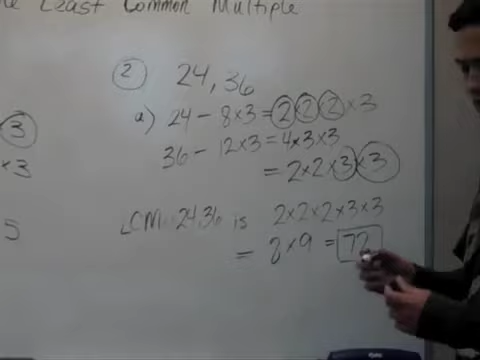 Least Common Multiple
2 24, 36
a) 24 - 8×3 = 2×2×2×3
3
36 - 12×3 = 4×3×3
×3
= 2×2×3×3
LCM 24,36 is 2×2×2×3×3
5
= 8×9 = 72